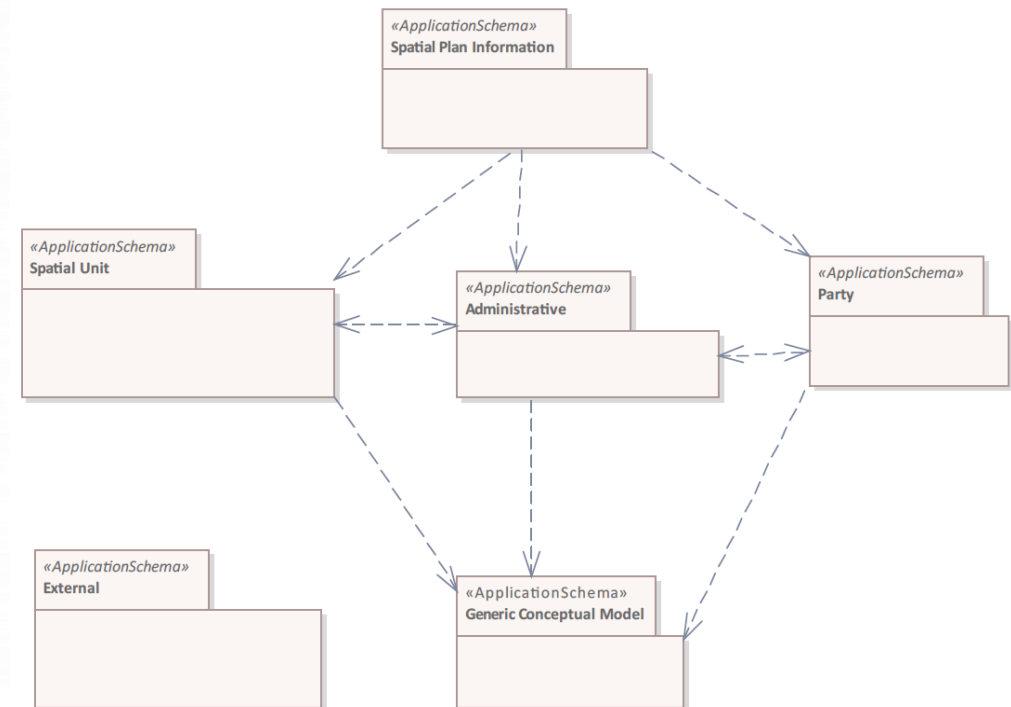 «ApplicationSchema»
Spatial Plan Information
«ApplicationSchema»
Spatial Unit
«ApplicationSchema»
Administrative
«ApplicationSchema»
Party
«ApplicationSchema»
External
«ApplicationSchema»
Generic Conceptual Model